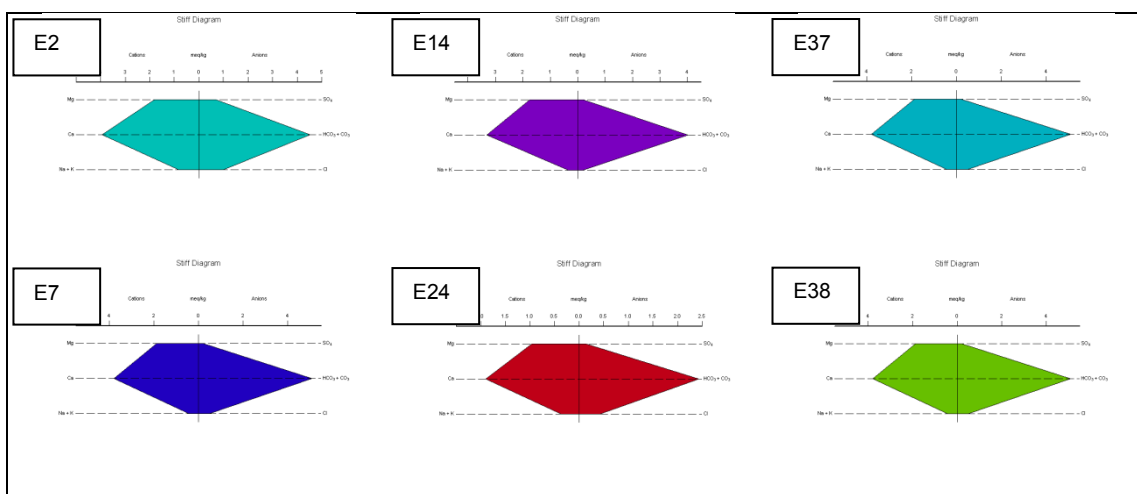 E2
Stiff Diagram
Cations meq/kg Anions
3 2 1 0 1 2 3 4 5
Mg SO₄
Ca HCO₃ + CO₃
Na + K Cl
E14
Stiff Diagram
Cations meq/kg Anions
3 2 1 0 1 2 3 4
Mg SO₄
Ca HCO₃ + CO₃
Na + K Cl
E37
Stiff Diagram
Cations meq/kg Anions
4 2 0 2 4
Mg SO₄
Ca HCO₃ + CO₃
Na + K Cl
E7
Stiff Diagram
Cations meq/kg Anions
4 2 0 2 4
Mg SO₄
Ca HCO₃ + CO₃
Na + K Cl
E24
Stiff Diagram
Cations meq/kg Anions
1.5 1.0 0.5 0.0 0.5 1.0 1.5 2.0 2.5
Mg SO₄
Ca HCO₃ + CO₃
Na + K Cl
E38
Stiff Diagram
Cations meq/kg Anions
4 2 0 2 4
Mg SO₄
Ca HCO₃ + CO₃
Na + K Cl